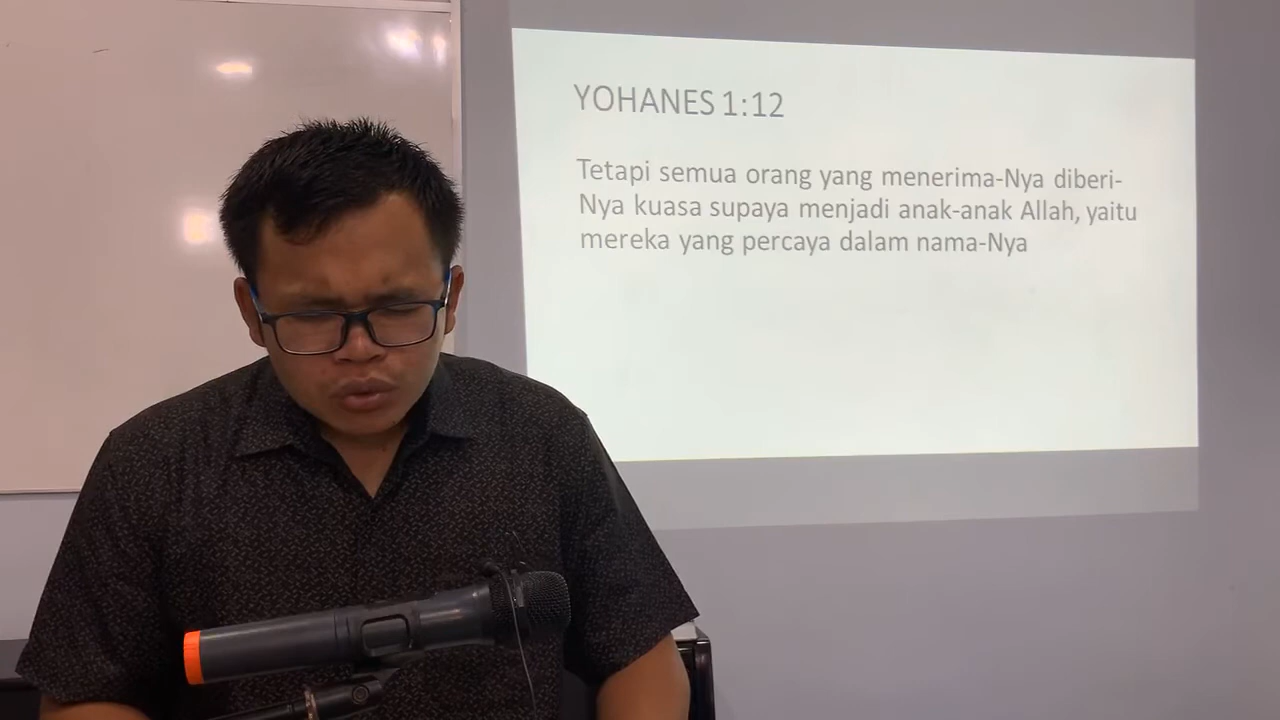 YOHANES 1:12
Tetapi semua orang yang menerima-Nya diberi-
Nya kuasa supaya menjadi anak-anak Allah, yaitu
mereka yang percaya dalam nama-Nya